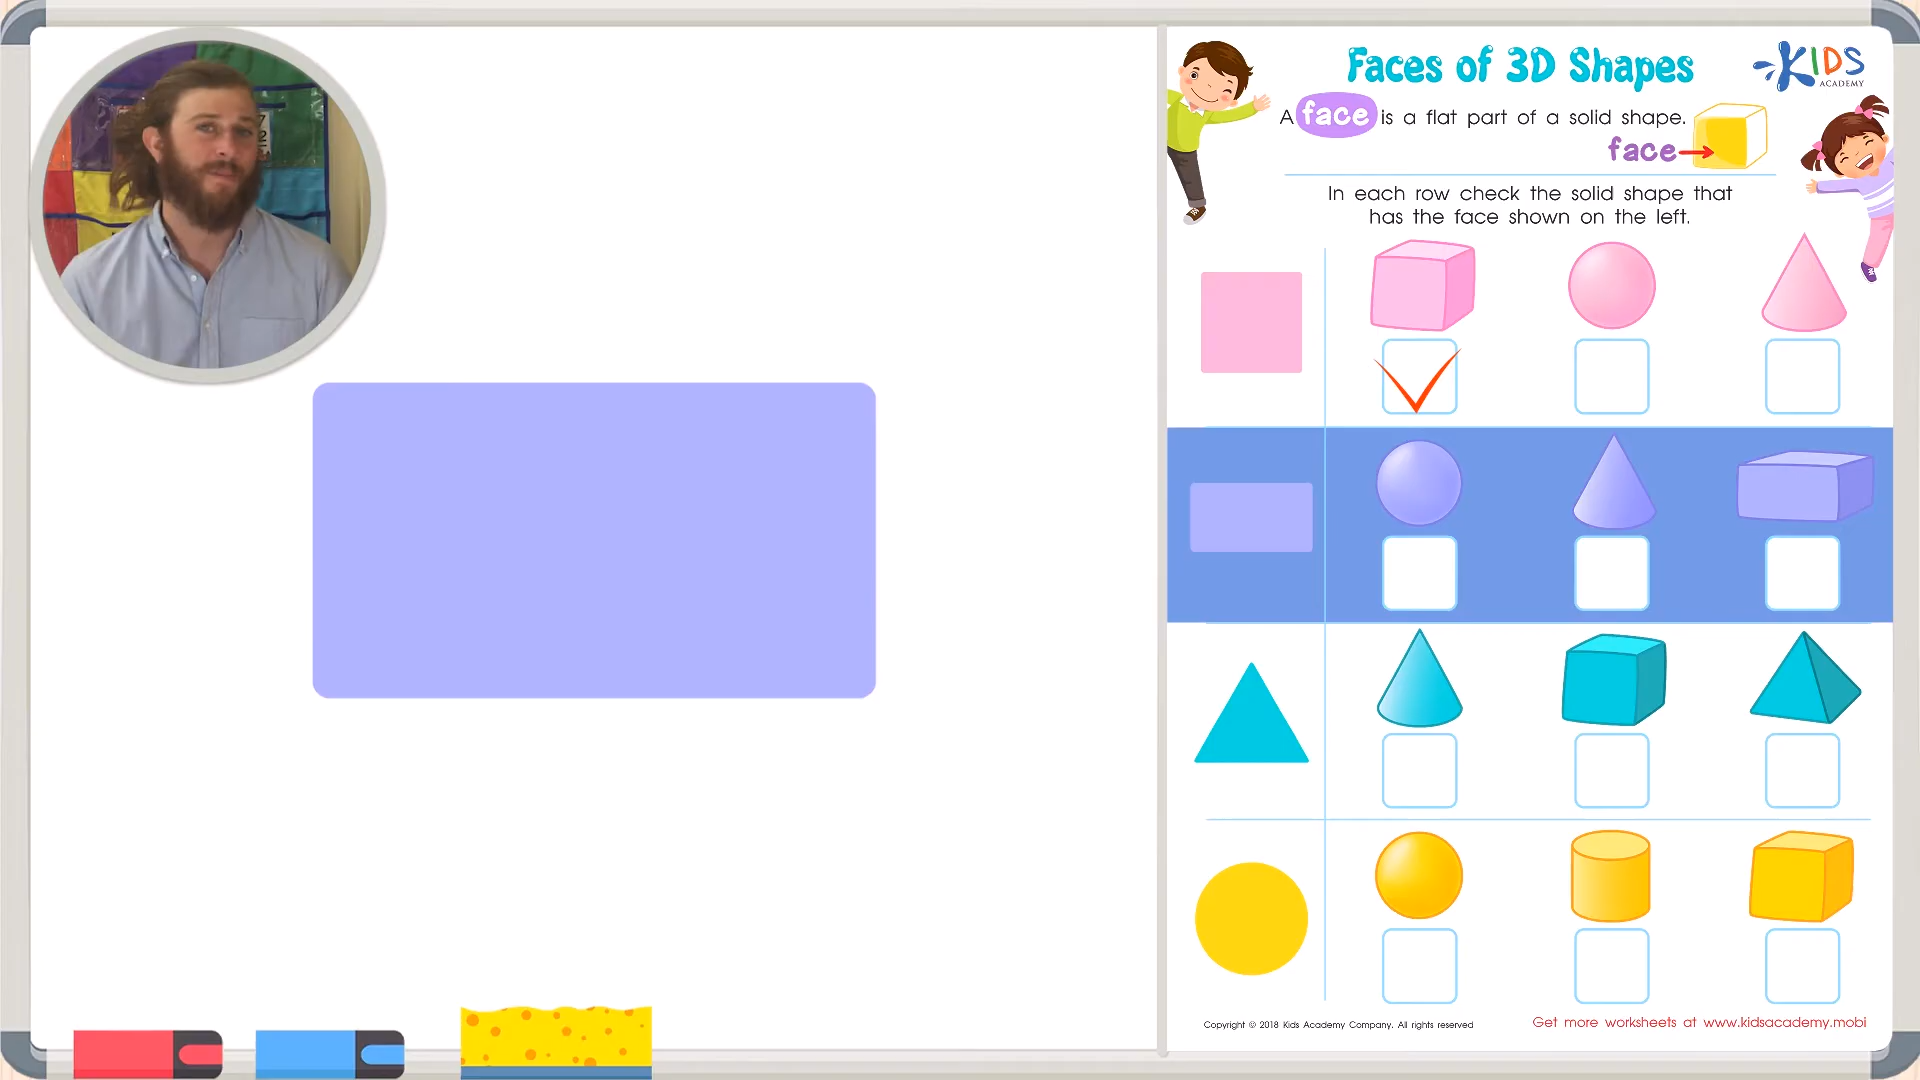 Faces of 3D Shapes
KIDS
ACADEMY
A face is a flat part of a solid shape.
face
In each row check the solid shape that
has the face shown on the left.
Copyright © 2018 Kids Academy Company. All rights reserved
Get more worksheets at www.kidsacademy.mobi